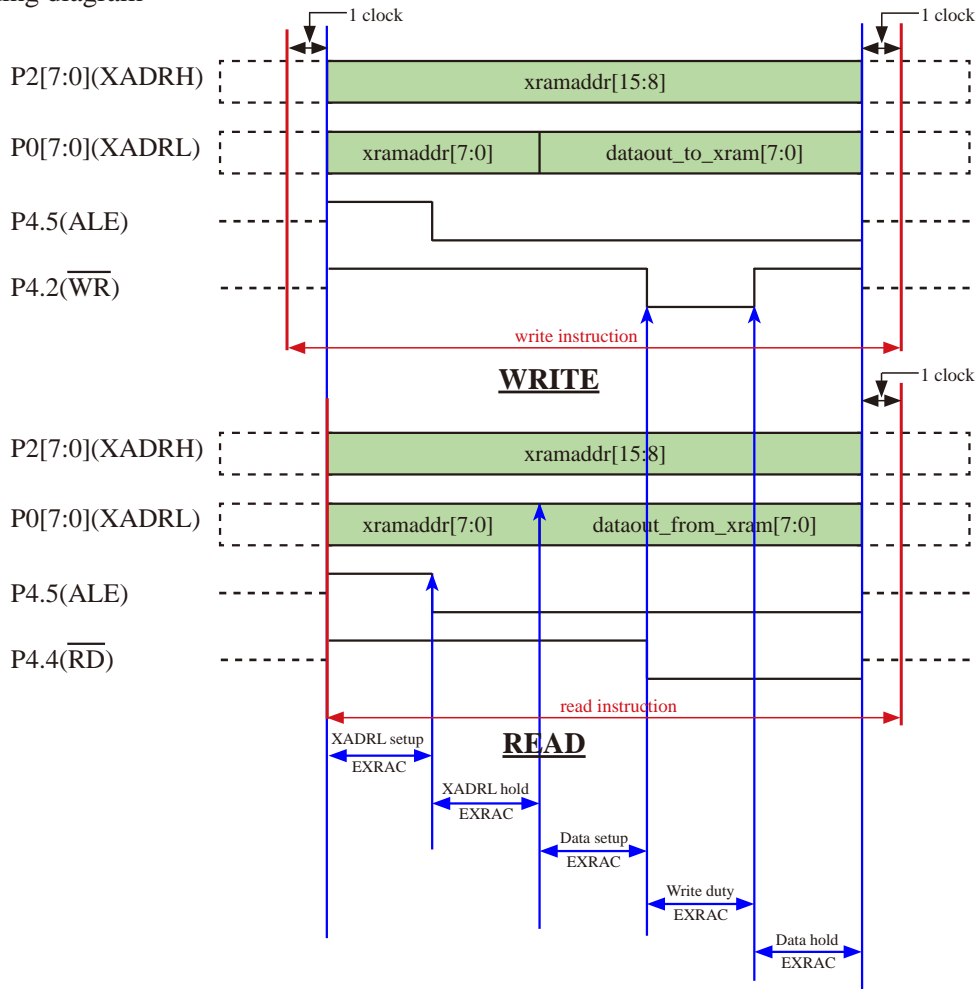 ing diagram
1 clock
1 clock
P2[7:0](XADRH)
xramaddr[15:8]
P0[7:0](XADRL)
xramaddr[7:0]
dataout_to_xram[7:0]
P4.5(ALE)
P4.2(WR)
write instruction
WRITE
1 clock
P2[7:0](XADRH)
xramaddr[15:8]
P0[7:0](XADRL)
xramaddr[7:0]
dataout_from_xram[7:0]
P4.5(ALE)
P4.4(RD)
read instruction
READ
XADRL setup
EXRAC
XADRL hold
EXRAC
Data setup
EXRAC
Write duty
EXRAC
Data hold
EXRAC